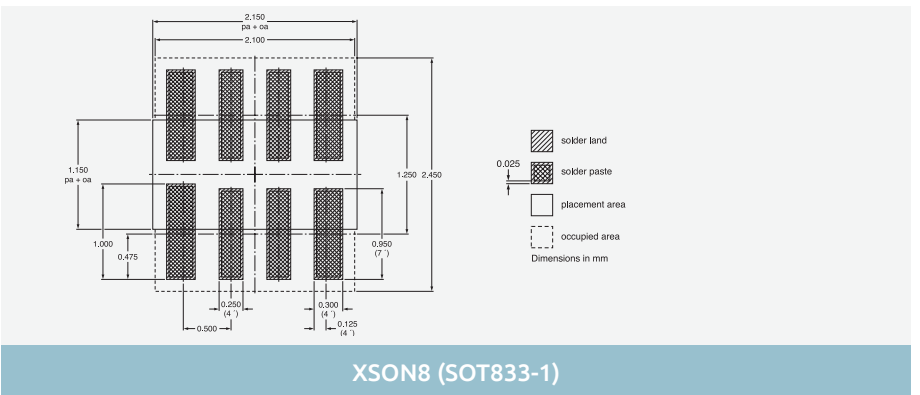 2.150
pa + oa
2.100
1.150
pa + oa
1.250
2.450
1.000
0.475
0.950
(7 ´)
0.250
(4 ´)
0.300
(4 ´)
0.500
0.125
(4 ´)
solder land
0.025
solder paste
placement area
occupied area
Dimensions in mm
XSON8 (SOT833-1)